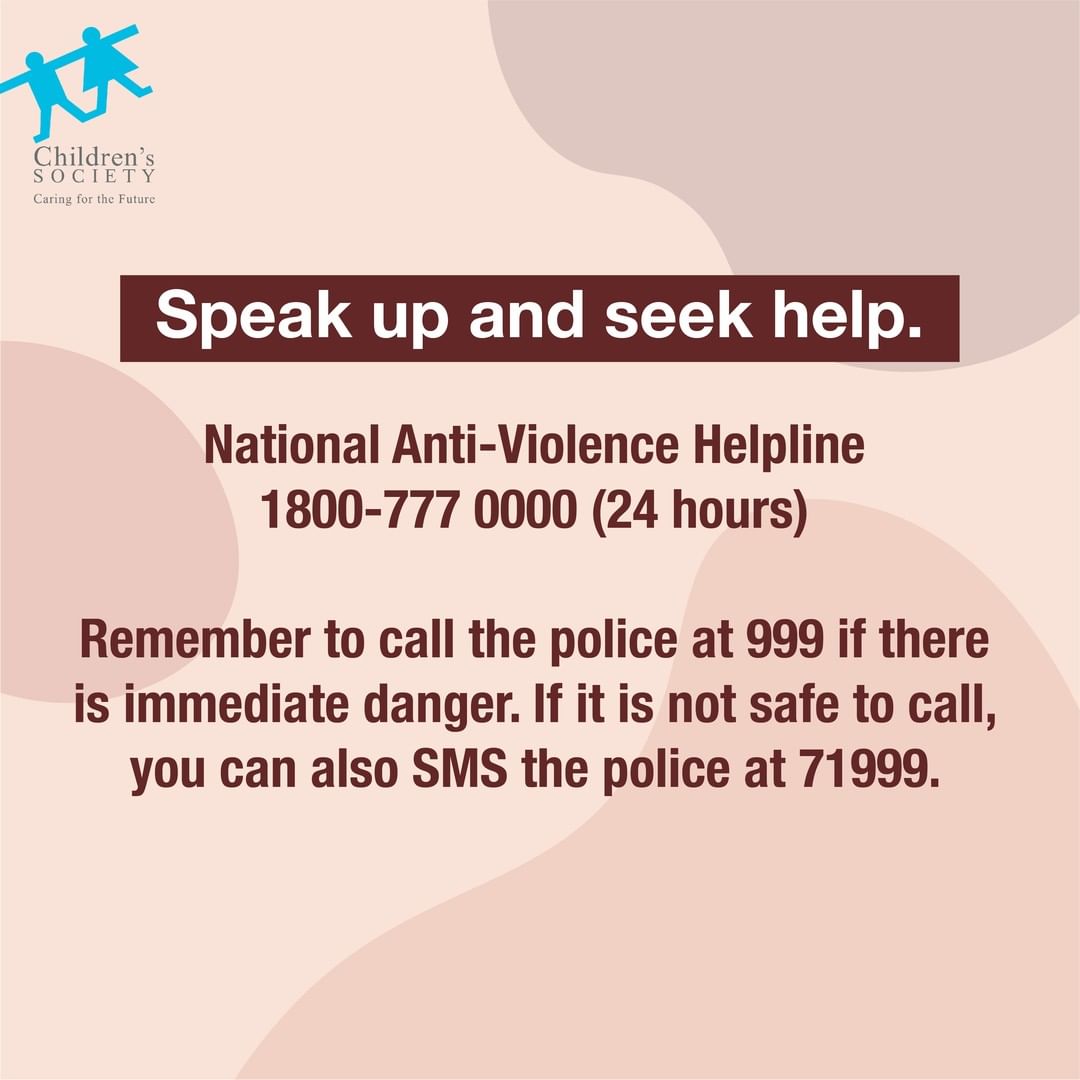 Children's
SOCIETY
Caring for the Future
Speak up and seek help.
National Anti-Violence Helpline
1800-777 0000 (24 hours)
Remember to call the police at 999 if there
is immediate danger. If it is not safe to call,
you can also SMS the police at 71999.